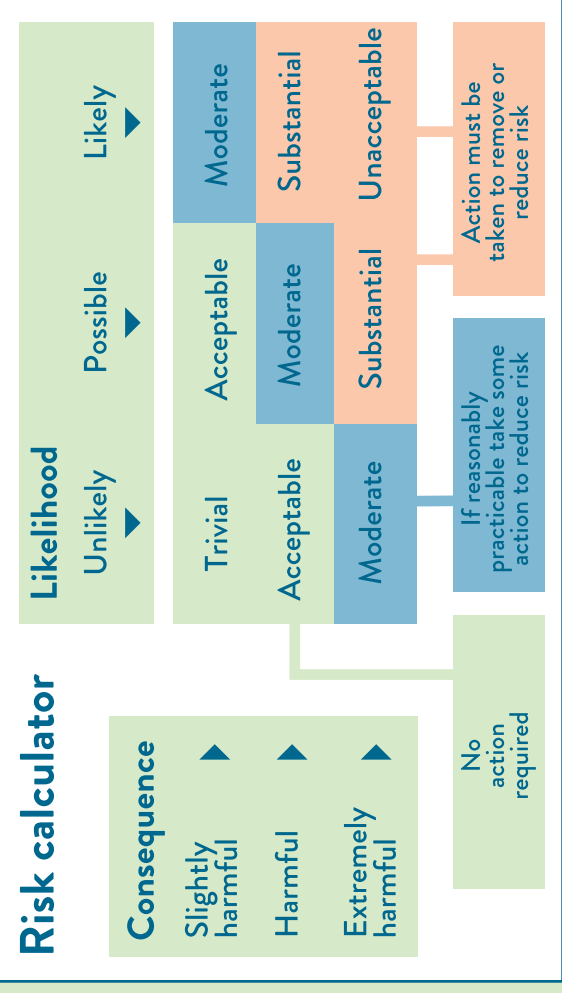 Risk calculator
Likelihood
Unlikely Possible Likely
Consequence
Slightly
harmful
Trivial Acceptable Moderate
Harmful
Acceptable Moderate Substantial
Extremely
harmful
Moderate Substantial Unacceptable
No
action
required
If reasonably
practicable take some
action to reduce risk
Action must be
taken to remove or
reduce risk